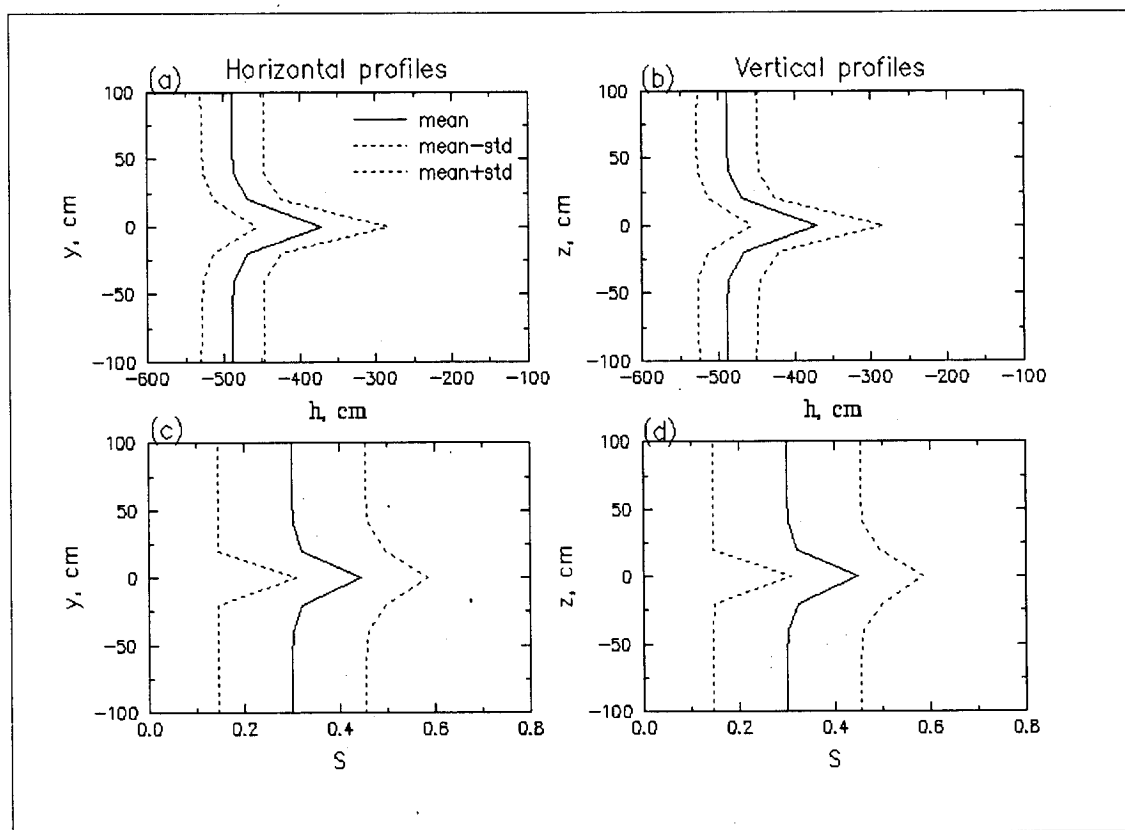 Horizontal profiles
Vertical profiles
(a)
(b)
100
50
0
−50
−100
y, cm
mean
mean−std
mean+std
−600
−500
−400
−300
−200
−100
h, cm
100
50
0
−50
−100
z, cm
−600
−500
−400
−300
−200
−100
h, cm
(c)
(d)
100
50
0
−50
−100
y, cm
0.0
0.2
0.4
0.6
0.8
S
100
50
0
−50
−100
z, cm
0.0
0.2
0.4
0.6
0.8
S